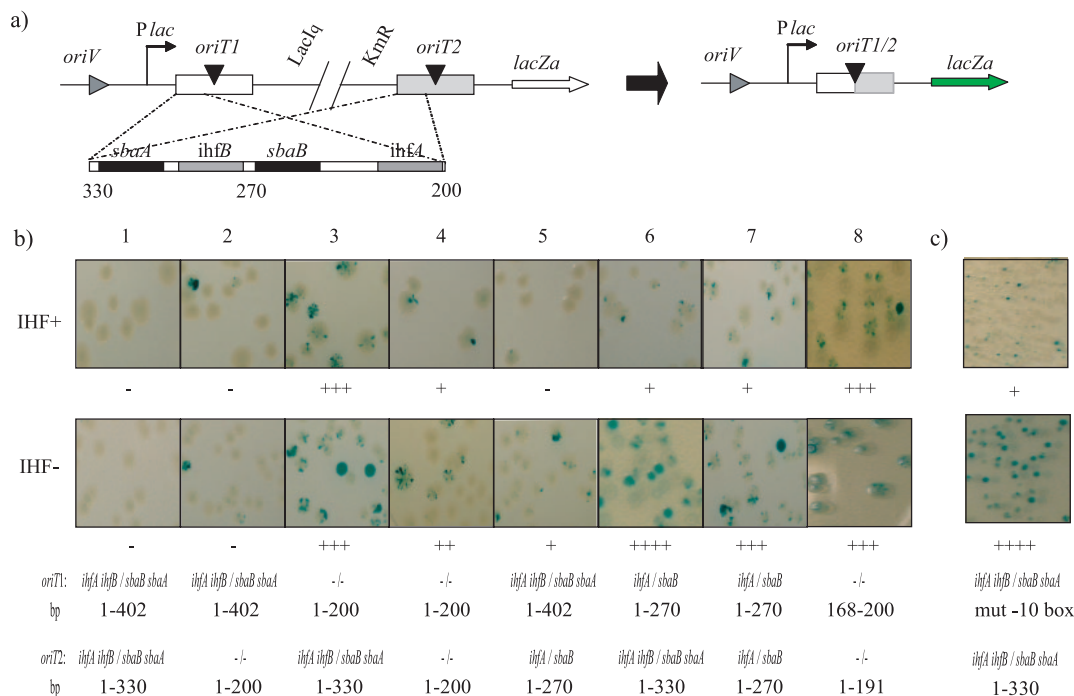 a)
oriV P lac oriT1 LacIq KmR oriT2 lacZa
oriV P lac oriT1/2 lacZa
sbaA ihfB sbaB ihfA
330 270 200
b) 1 2 3 4 5 6 7 8 c)
IHF+
- - +++ + - + + +++ +
IHF-
- - +++ ++ + ++++ +++ +++ ++++
oriT1: ihfA ihfB / sbaB sbaA ihfA ihfB / sbaB sbaA -/- -/- ihfA ihfB / sbaB sbaA ihfA / sbaB ihfA / sbaB -/- ihfA ihfB / sbaB sbaA
bp 1-402 1-402 1-200 1-200 1-402 1-270 1-270 168-200 mut -10 box
oriT2: ihfA ihfB / sbaB sbaA -/- ihfA ihfB / sbaB sbaA -/- ihfA / sbaB ihfA ihfB / sbaB sbaA ihfA / sbaB -/- ihfA ihfB / sbaB sbaA
bp 1-330 1-200 1-330 1-200 1-270 1-330 1-270 1-191 1-330